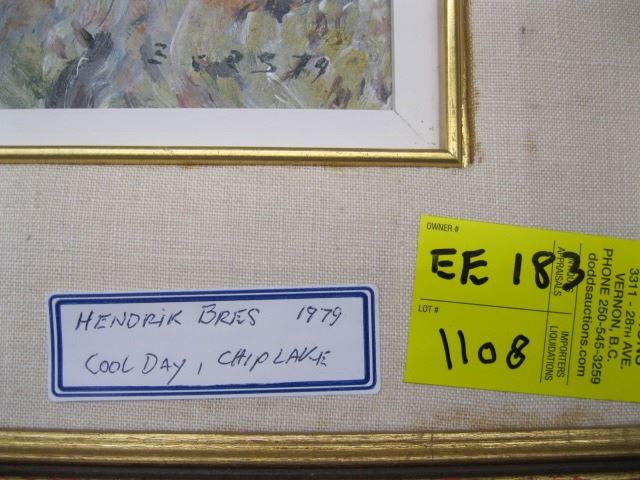 BRES 79
HENDRIK BRES 1979
COOL DAY, CHIP LAKE
OWNER #
EE 183
LOT #
1108
APPRAISALS
IMPORTERS
LIQUIDATIONS
3311 - 28TH AVE.
VERNON, B.C.
PHONE 250-545-3259
doddsauctions.com